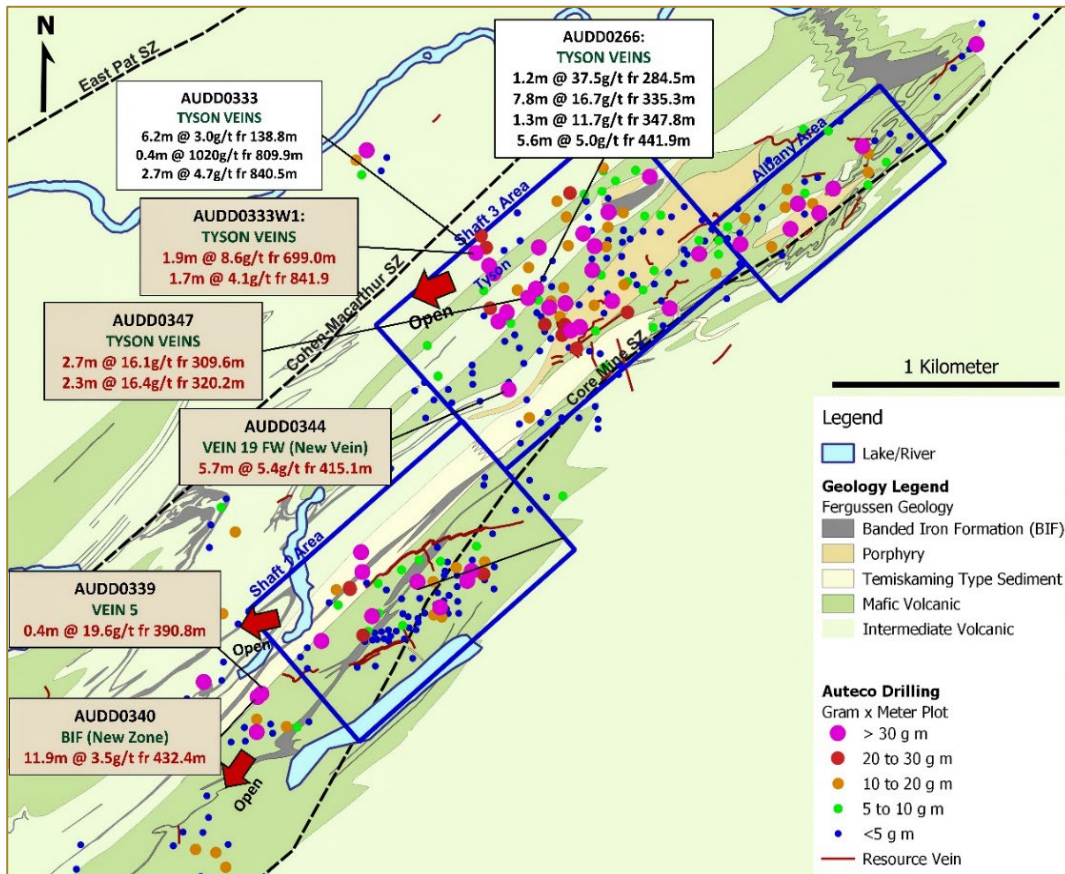 N
East Pat SZ
AUDD0266:
TYSON VEINS
1.2m @ 37.5g/t fr 284.5m
7.8m @ 16.7g/t fr 335.3m
1.3m @ 11.7g/t fr 347.8m
5.6m @ 5.0g/t fr 441.9m
AUDD0333
TYSON VEINS
6.2m @ 3.0g/t fr 138.8m
0.4m @ 1020g/t fr 809.9m
2.7m @ 4.7g/t fr 840.5m
AUDD0333W1:
TYSON VEINS
1.9m @ 8.6g/t fr 699.0m
1.7m @ 4.1g/t fr 841.9
AUDD0347
TYSON VEINS
2.7m @ 16.1g/t fr 309.6m
2.3m @ 16.4g/t fr 320.2m
AUDD0344
VEIN 19 FW (New Vein)
5.7m @ 5.4g/t fr 415.1m
AUDD0339
VEIN 5
0.4m @ 19.6g/t fr 390.8m
AUDD0340
BIF (New Zone)
11.9m @ 3.5g/t fr 432.4m
Shaft 3 Area
Albany Area
Tyson
Open
Cohen-Macarthur SZ
Core Mine SZ
Shaft 1 Area
Open
Open
1 Kilometer
Legend
Lake/River
Geology Legend
Fergussen Geology
Banded Iron Formation (BIF)
Porphyry
Temiskaming Type Sediment
Mafic Volcanic
Intermediate Volcanic
Auteco Drilling
Gram x Meter Plot
> 30 g m
20 to 30 g m
10 to 20 g m
5 to 10 g m
<5 g m
Resource Vein